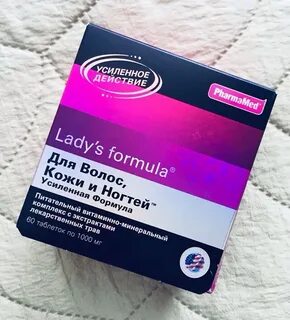 УСИЛЕННОЕ
ДЕЙСТВИЕ
PharmaMed®
Lady's formula®
Для Волос,
Кожи и Ногтей™
Усиленная Формула
Питательный витаминно-минеральный
комплекс с экстрактами
лекарственных трав
60 таблеток по 1000 мг